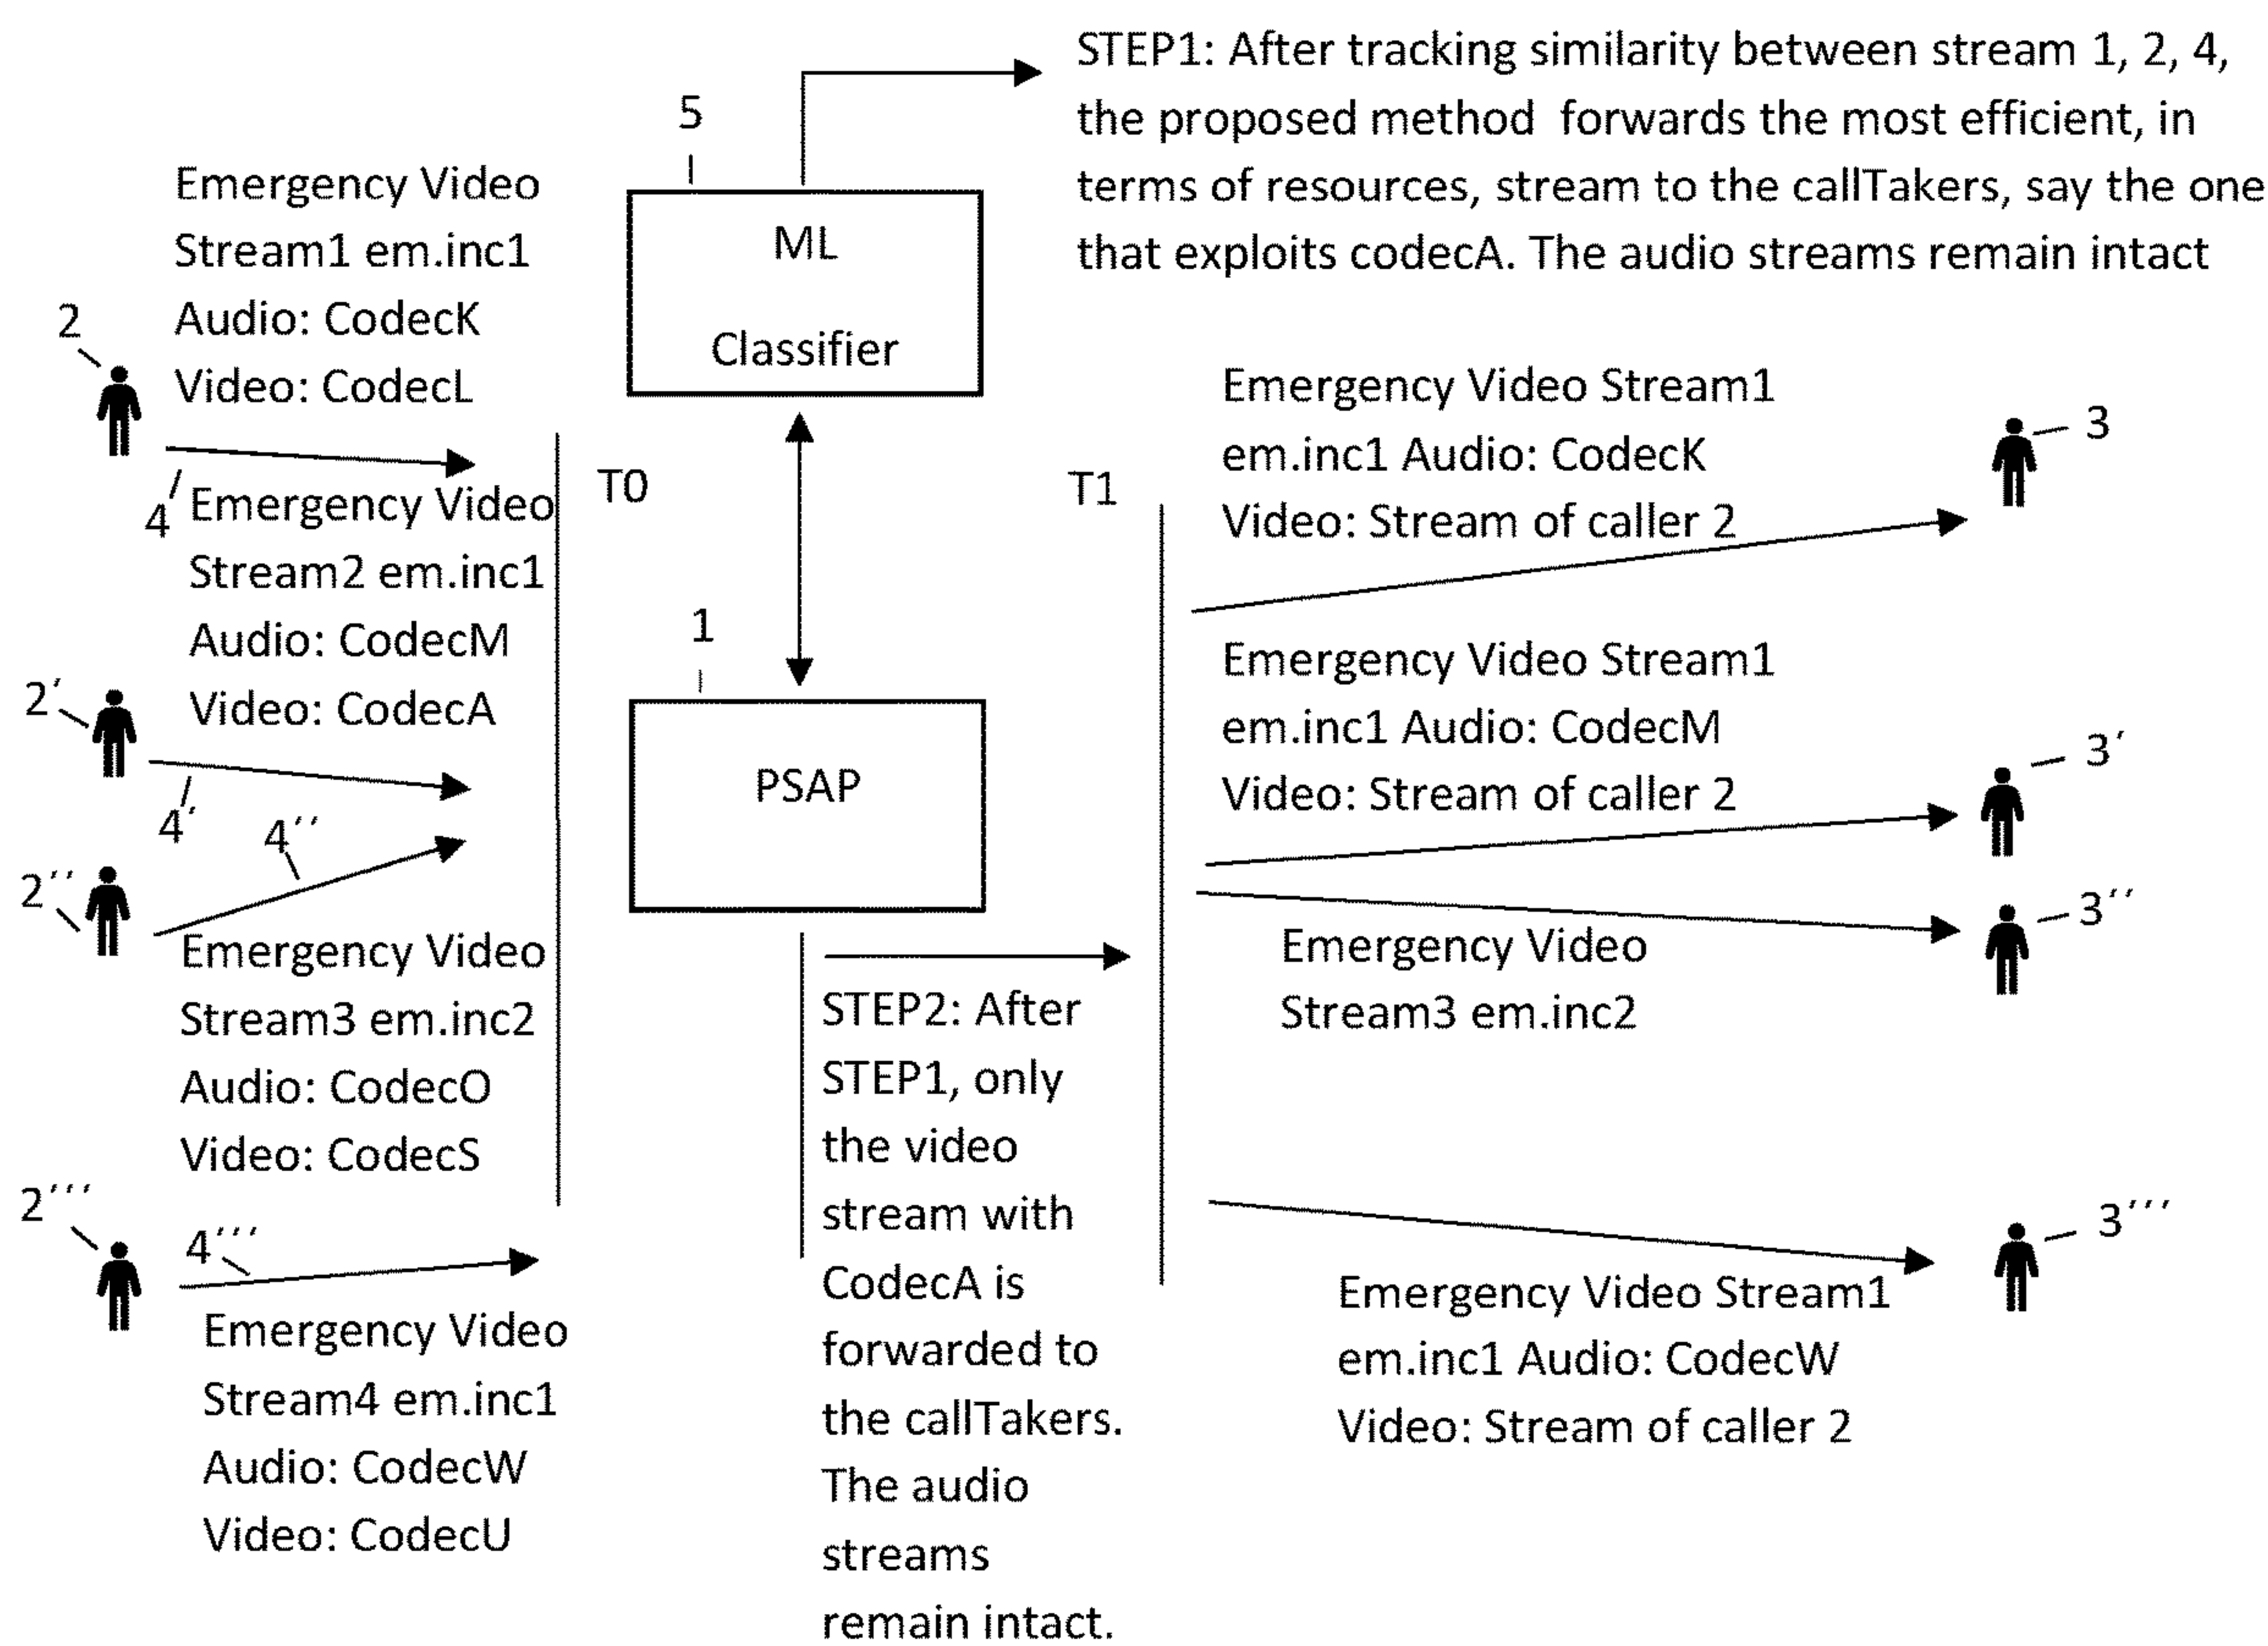 STEP1: After tracking similarity between stream 1, 2, 4,
the proposed method forwards the most efficient, in
terms of resources, stream to the callTakers, say the one
that exploits codecA. The audio streams remain intact
5
ML
Classifier
Emergency Video
Stream1 em.inc1
Audio: CodecK
Video: CodecL
2
4
Emergency Video
Stream2 em.inc1
Audio: CodecM
Video: CodecA
2′
4′
4′′
2′′
Emergency Video
Stream3 em.inc2
Audio: CodecO
Video: CodecS
2′′′
4′′′
Emergency Video
Stream4 em.inc1
Audio: CodecW
Video: CodecU
T0
1
PSAP
STEP2: After
STEP1, only
the video
stream with
CodecA is
forwarded to
the callTakers.
The audio
streams
remain intact.
T1
Emergency Video Stream1
em.inc1 Audio: CodecK
Video: Stream of caller 2
3
Emergency Video Stream1
em.inc1 Audio: CodecM
Video: Stream of caller 2
3′
3′′
Emergency Video
Stream3 em.inc2
3′′′
Emergency Video Stream1
em.inc1 Audio: CodecW
Video: Stream of caller 2